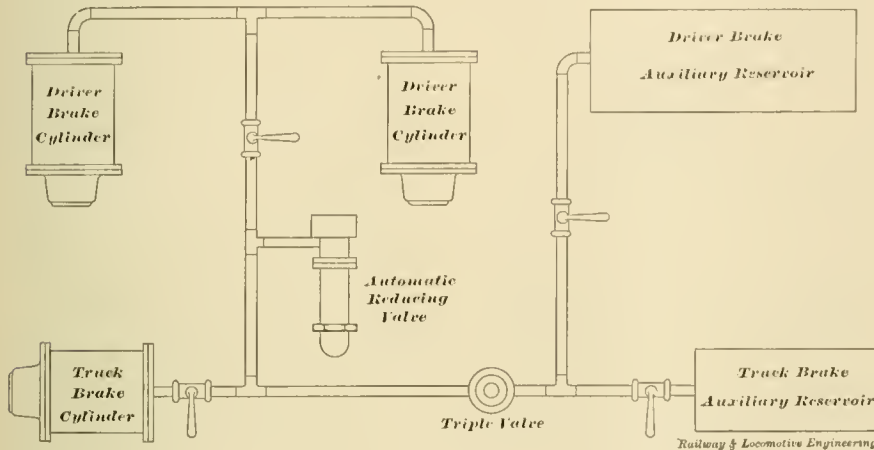 Driver
Brake
Cylinder
Driver
Brake
Cylinder
Driver Brake
Auxiliary Reservoir
Automatic
Reducing
Valve
Truck
Brake
Cylinder
Triple Valve
Truck Brake
Auxiliary Reservoir
Railway & Locomotive Engineering